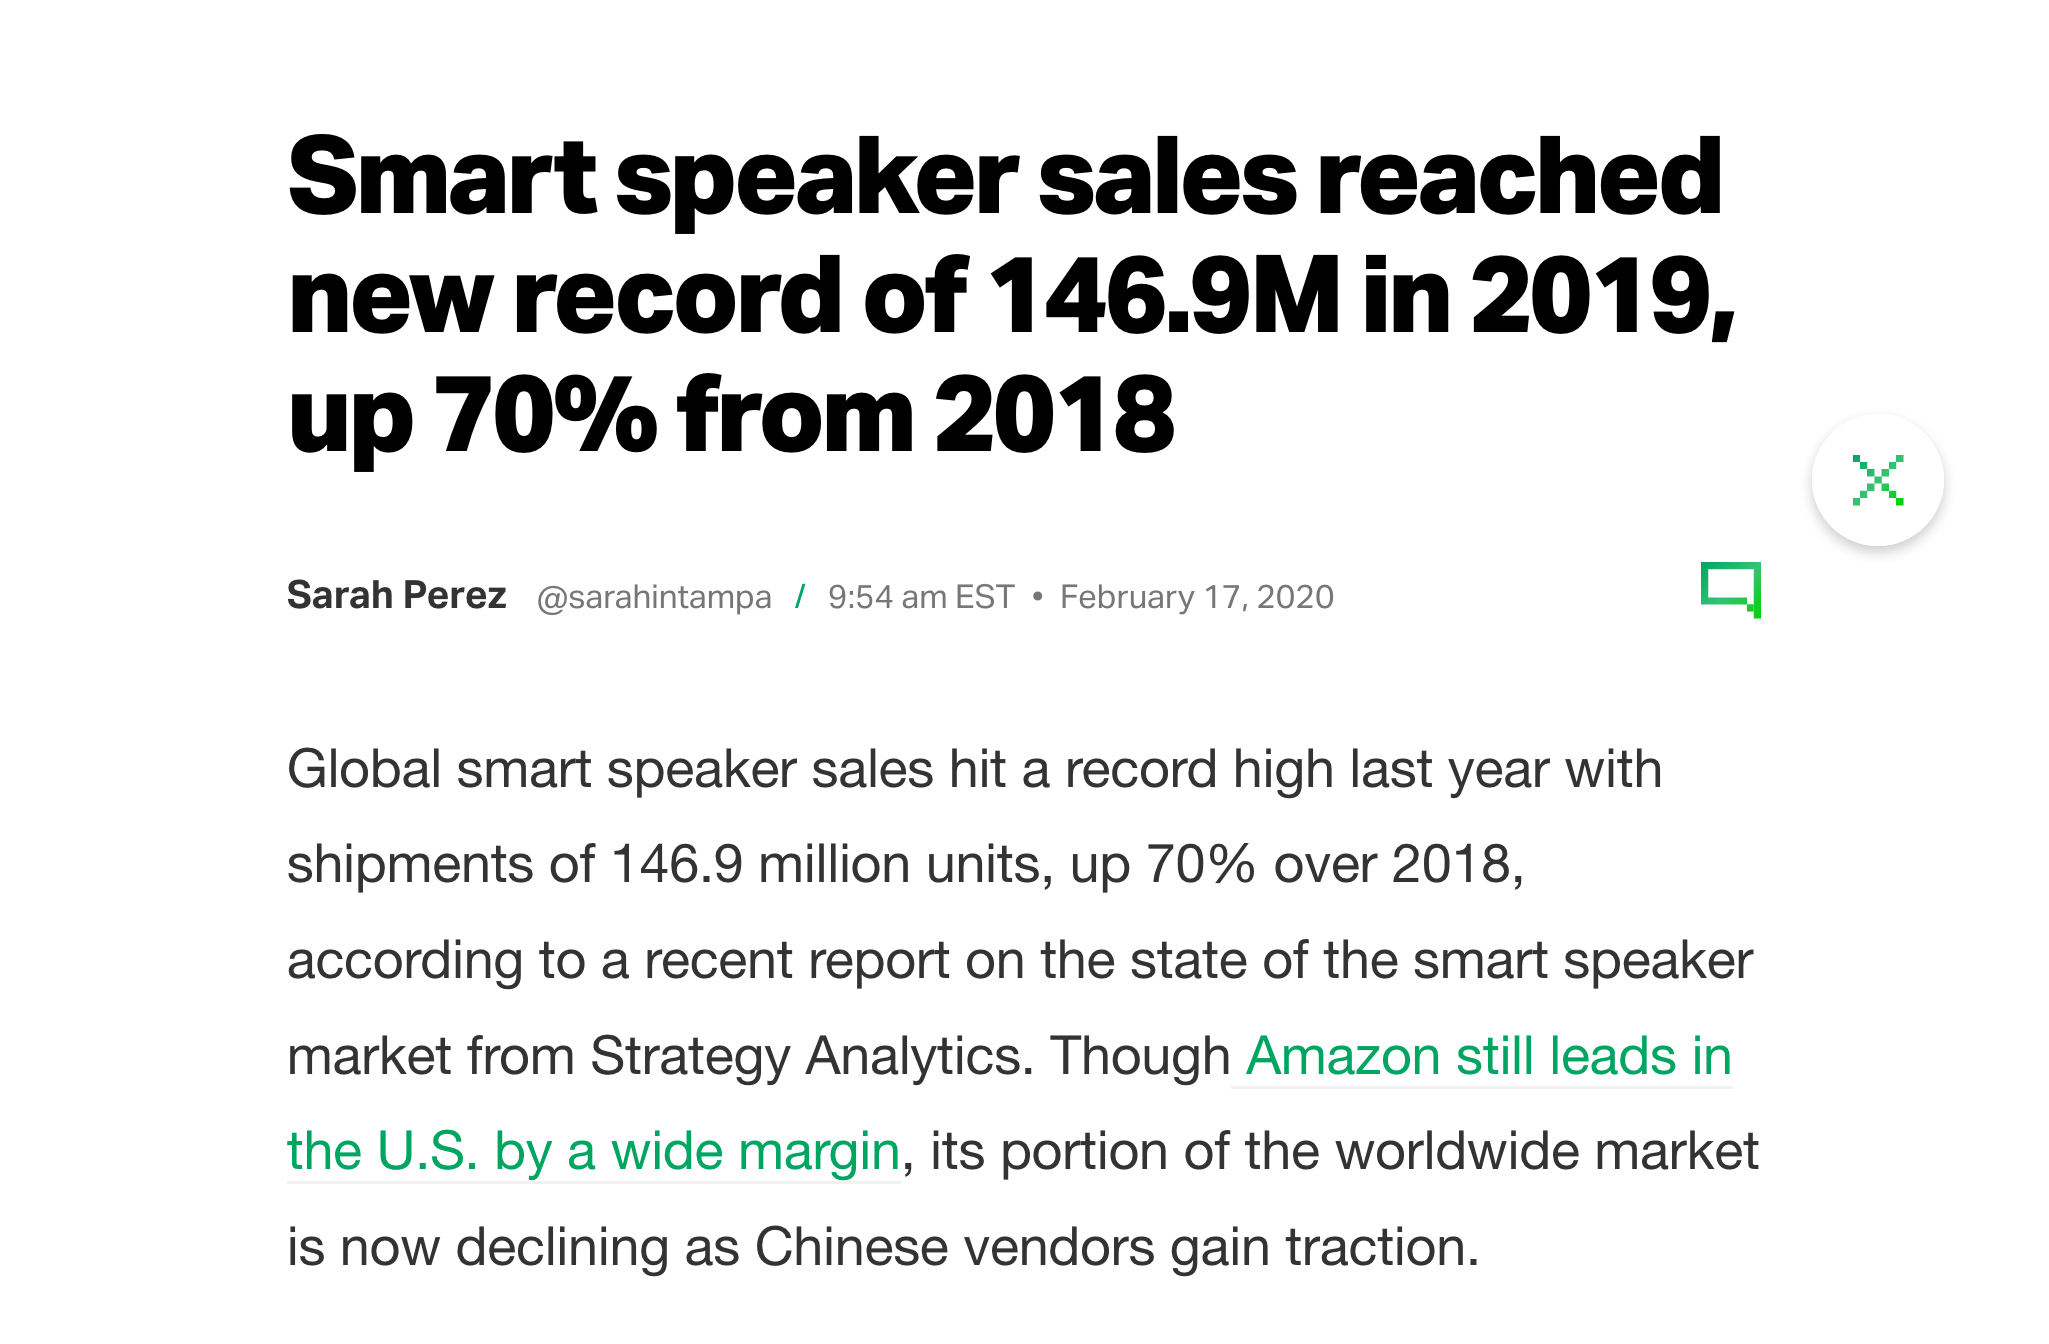 Smart speaker sales reached
new record of 146.9M in 2019,
up 70% from 2018
Sarah Perez @sarahintampa / 9:54 am EST • February 17, 2020
Global smart speaker sales hit a record high last year with
shipments of 146.9 million units, up 70% over 2018,
according to a recent report on the state of the smart speaker
market from Strategy Analytics. Though Amazon still leads in
the U.S. by a wide margin, its portion of the worldwide market
is now declining as Chinese vendors gain traction.